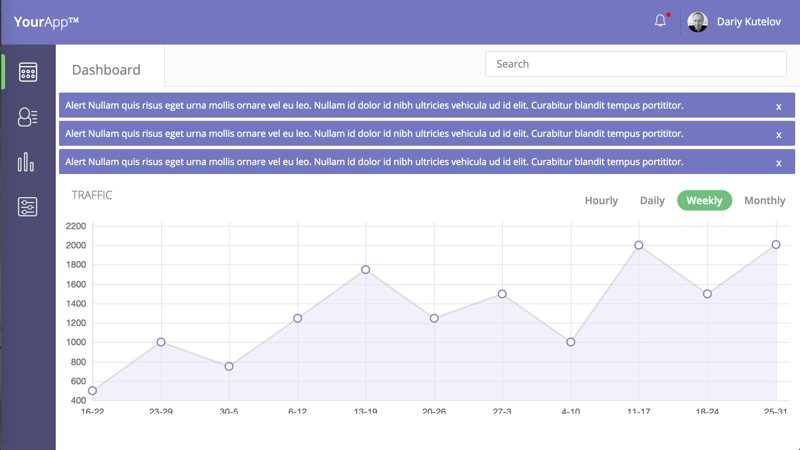 YourApp™
Dariy Kutelov
Dashboard
Search
Alert Nullam quis risus eget urna mollis ornare vel eu leo. Nullam id dolor id nibh ultricies vehicula ud id elit. Curabitur blandit tempus portititor. x
Alert Nullam quis risus eget urna mollis ornare vel eu leo. Nullam id dolor id nibh ultricies vehicula ud id elit. Curabitur blandit tempus portititor. x
Alert Nullam quis risus eget urna mollis ornare vel eu leo. Nullam id dolor id nibh ultricies vehicula ud id elit. Curabitur blandit tempus portititor. x
TRAFFIC
Hourly Daily Weekly Monthly
2200
2000
1800
1600
1400
1200
1000
800
600
400
16-22 23-29 30-5 6-12 13-19 20-26 27-3 4-10 11-17 18-24 25-31